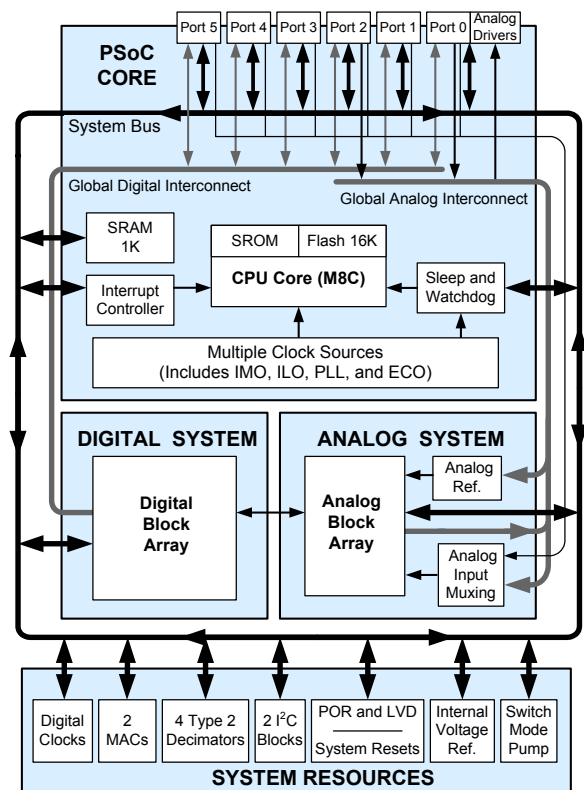 Port 5
Port 4
Port 3
Port 2
Port 1
Port 0
Analog
Drivers
PSoC
CORE
System Bus
Global Digital Interconnect
Global Analog Interconnect
SRAM
1K
SROM
Flash 16K
CPU Core (M8C)
Interrupt
Controller
Sleep and
Watchdog
Multiple Clock Sources
(Includes IMO, ILO, PLL, and ECO)
DIGITAL SYSTEM
ANALOG SYSTEM
Digital
Block
Array
Analog
Block
Array
Analog
Ref.
Analog
Input
Muxing
Digital
Clocks
2
MACs
4 Type 2
Decimators
2 I²C
Blocks
POR and LVD
System Resets
Internal
Voltage
Ref.
Switch
Mode
Pump
SYSTEM RESOURCES